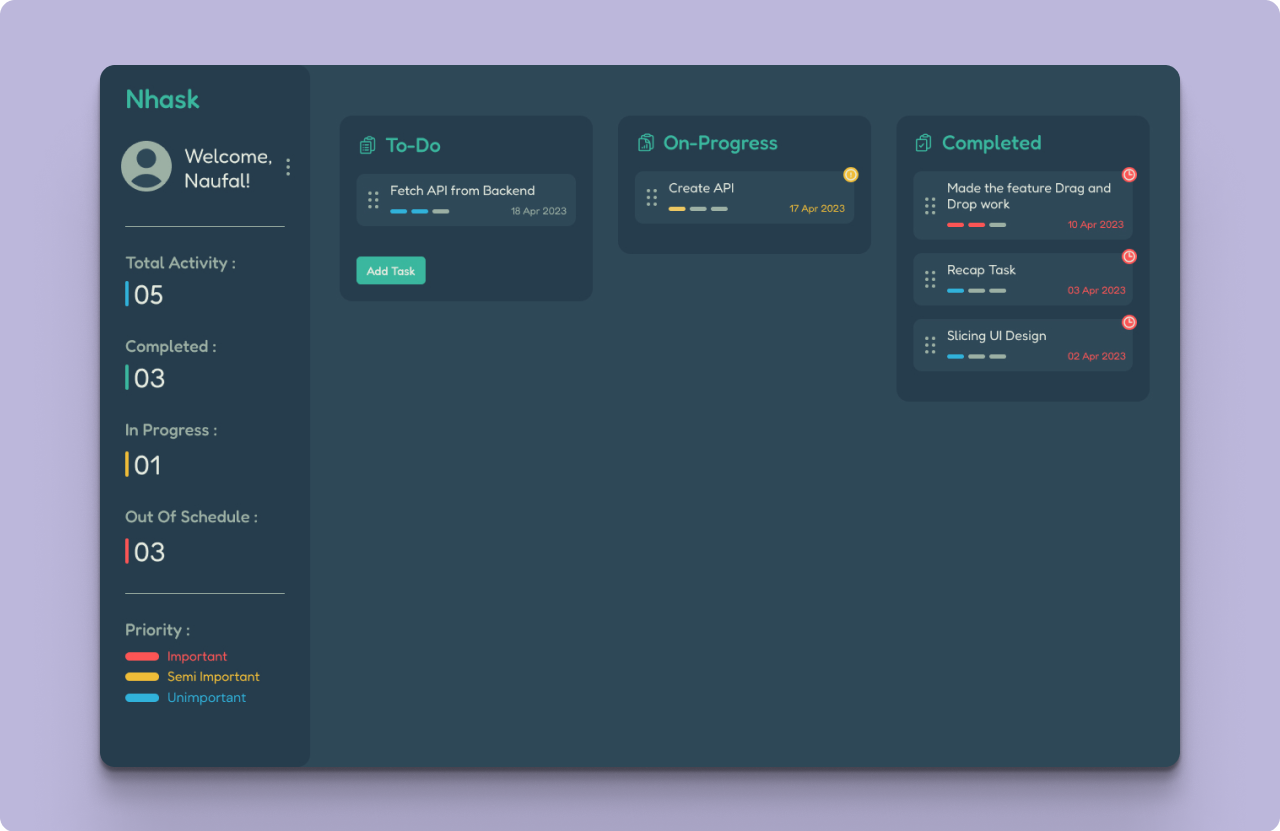 Nhask
Welcome,
Naufal!
Total Activity :
05
Completed :
03
In Progress :
01
Out Of Schedule :
03
Priority :
Important
Semi Important
Unimportant
To-Do
Fetch API from Backend
18 Apr 2023
Add Task
On-Progress
Create API
17 Apr 2023
Completed
Made the feature Drag and
Drop work
10 Apr 2023
Recap Task
03 Apr 2023
Slicing UI Design
02 Apr 2023